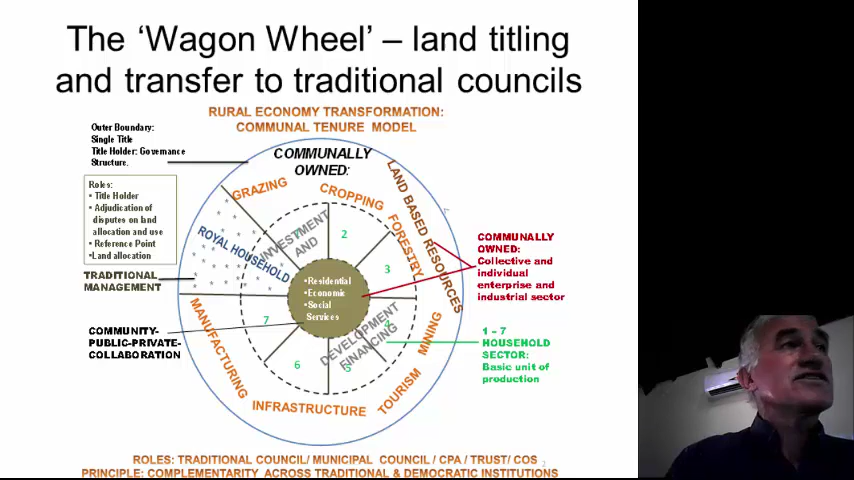 The ‘Wagon Wheel’ – land titling
and transfer to traditional councils
RURAL ECONOMY TRANSFORMATION:
COMMUNAL TENURE MODEL
Outer Boundary:
Single Title
Title Holder: Governance
Structure.
Roles:
• Title Holder
• Adjudication of
disputes on land
allocation and use
• Reference Point
• Land allocation
TRADITIONAL
MANAGEMENT
COMMUNITY-
PUBLIC-PRIVATE-
COLLABORATION
COMMUNALLY
OWNED:
GRAZING
CROPPING
LAND BASED RESOURCES
FORESTRY
ROYAL HOUSEHOLD
INVESTMENT
AND
2
3
• Residential
• Economic
• Social
Services
DEVELOPMENT
FINANCING
5
6
7
MANUFACTURING
INFRASTRUCTURE
TOURISM
MINING
COMMUNALLY
OWNED:
Collective and
individual
enterprise and
industrial sector
1 – 7
HOUSEHOLD
SECTOR:
Basic unit of
production
ROLES: TRADITIONAL COUNCIL/ MUNICIPAL COUNCIL / CPA / TRUST/ COS
PRINCIPLE: COMPLEMENTARITY ACROSS TRADITIONAL & DEMOCRATIC INSTITUTIONS